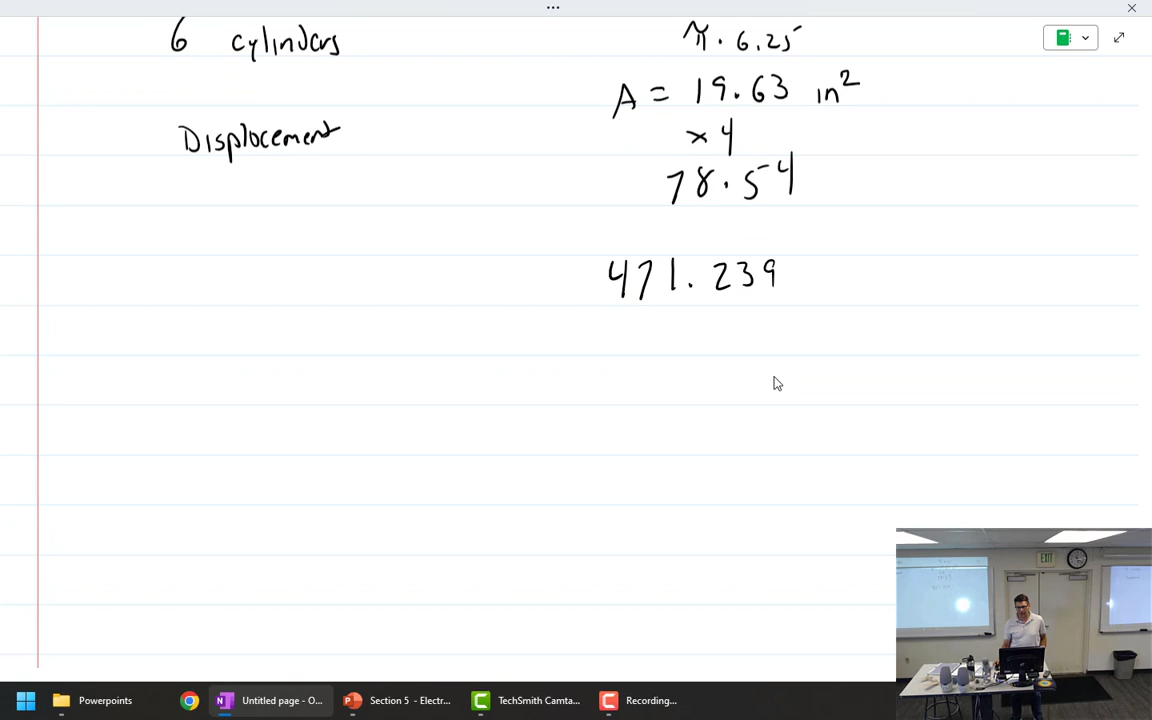 6 cylinders
π · 6.25
A = 19.63 in²
× 4
78.54
Displacement
471.239
EXIT
Powerpoints
Untitled page - O...
Section 5 - Electr...
TechSmith Camta...
Recording...